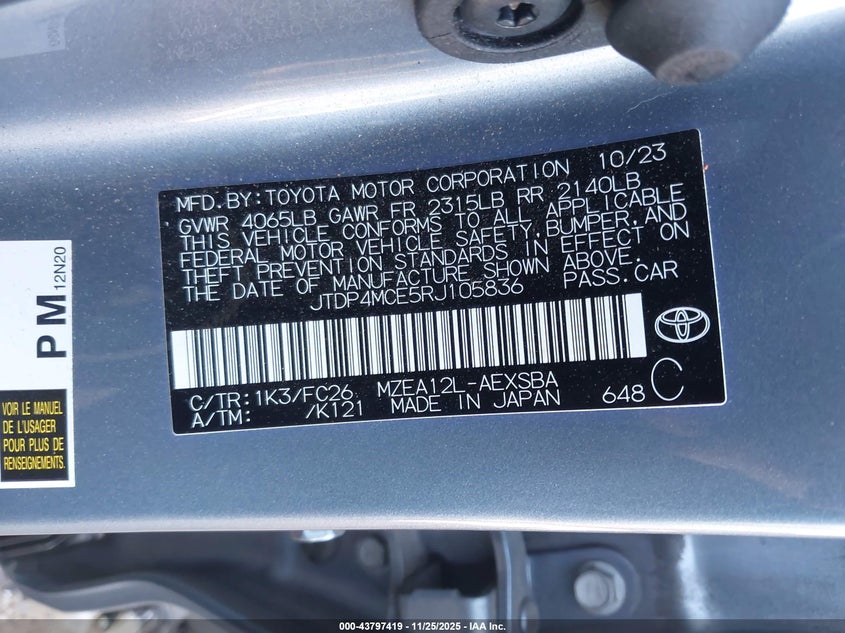 MFD. BY: TOYOTA MOTOR CORPORATION 10/23
GVWR 4065LB GAWR FR 2315LB RR 2140LB
THIS VEHICLE CONFORMS TO ALL APPLICABLE
FEDERAL MOTOR VEHICLE SAFETY, BUMPER, AND
THEFT PREVENTION STANDARDS IN EFFECT ON
THE DATE OF MANUFACTURE SHOWN ABOVE.
JTDP4MCE5RJ105836 PASS. CAR
C/TR: 1K3/FC26 MZEA12L-AEXSBA
A/TM: /K121 MADE IN JAPAN 648 C
PM 12N20
VOIR LE MANUEL
DE L'USAGER
POUR PLUS DE
RENSEIGNEMENTS.
000-43797419 | 11/25/2025 | IAA Inc.